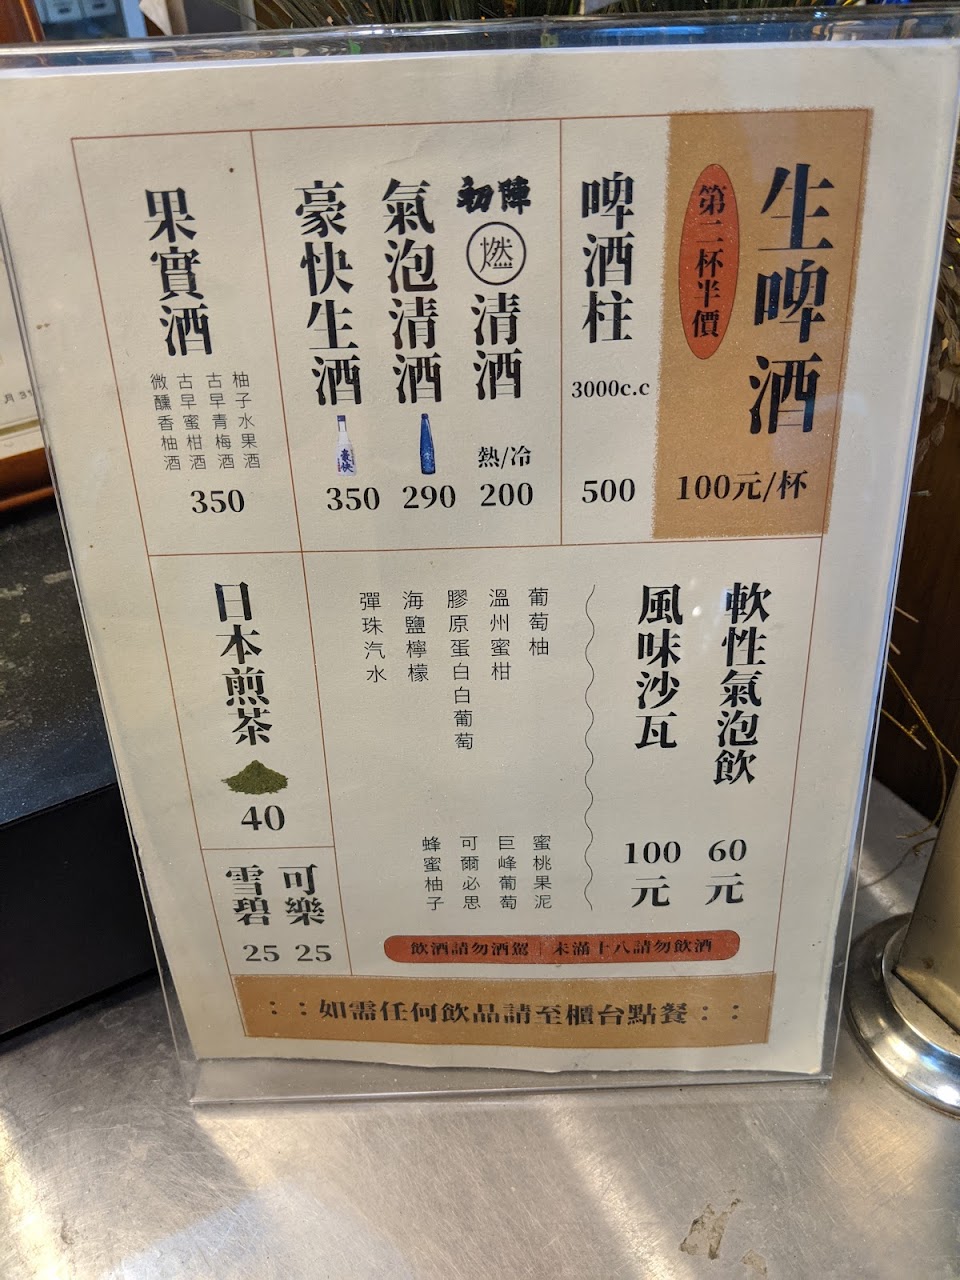 生啤酒
第二杯半價
100元/杯
啤酒柱
3000c.c
500
初陣
燃
清酒
熱/冷
200
氣泡清酒
290
豪快生酒
豪快
350
果實酒
柚子水果酒
古早青梅酒
古早蜜柑酒
微醺香柚酒
350
軟性氣泡飲
60元
風味沙瓦
100元
葡萄柚
溫州蜜柑
膠原蛋白白葡萄
海鹽檸檬
彈珠汽水
蜜桃果泥
巨峰葡萄
可爾必思
蜂蜜柚子
日本煎茶
40
可樂
25
雪碧
25
飲酒請勿酒駕｜未滿十八請勿飲酒
：：如需任何飲品請至櫃台點餐：：